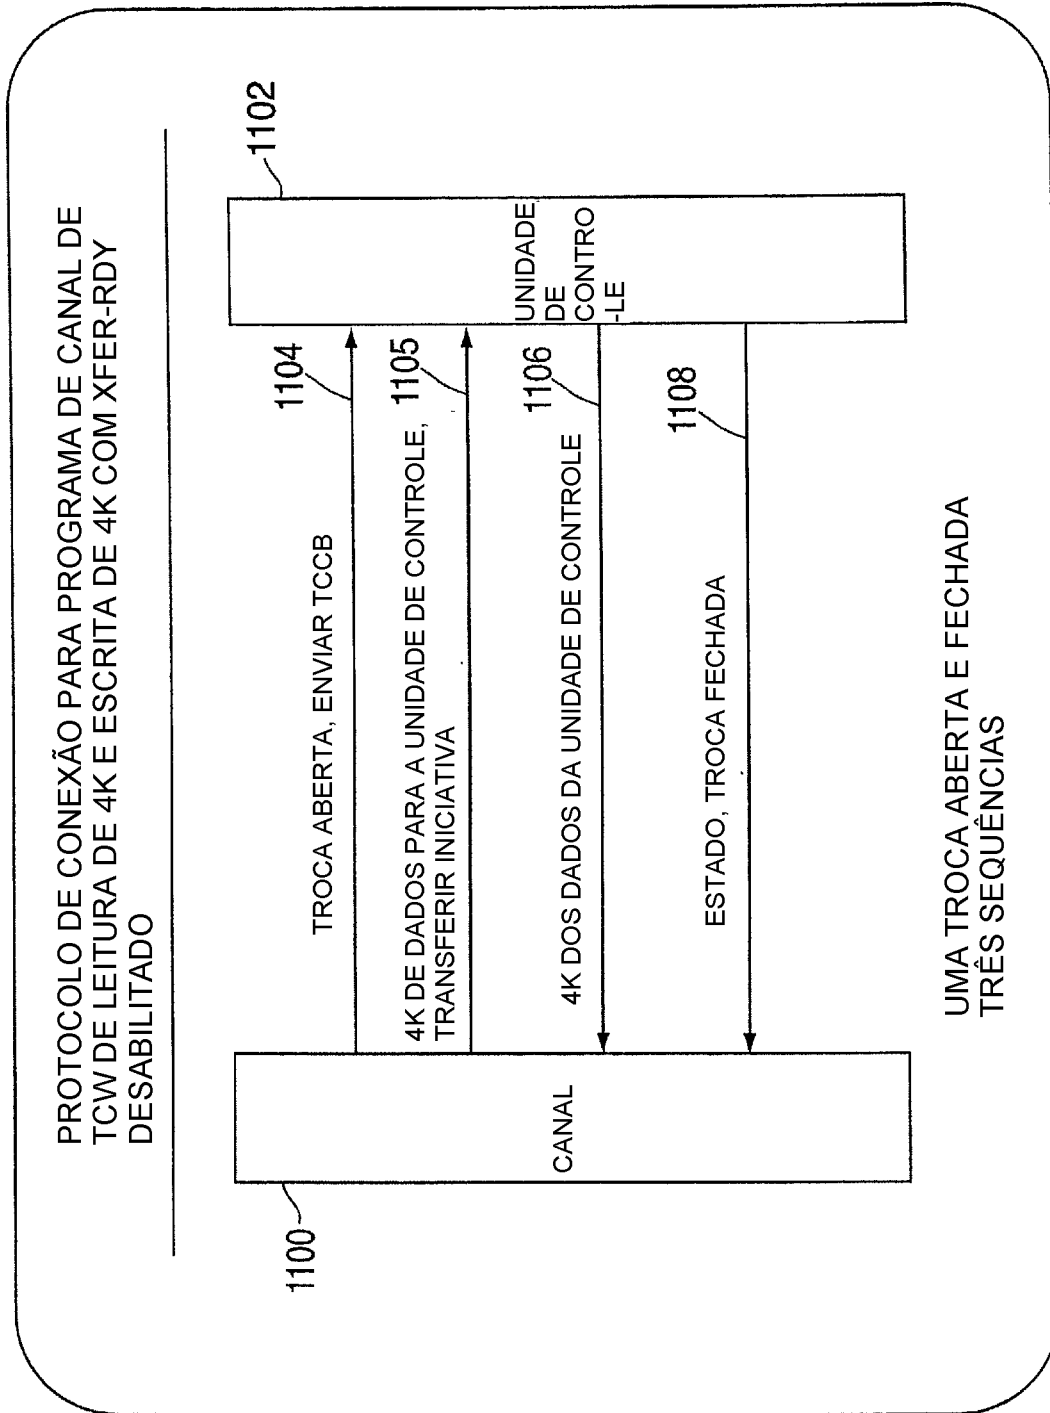 PROTOCOLO DE CONEXÃO PARA PROGRAMA DE CANAL DE
TCW DE LEITURA DE 4K E ESCRITA DE 4K COM XFER-RDY
DESABILITADO
1100
CANAL
1102
UNIDADE
DE
CONTRO
-LE
TROCA ABERTA, ENVIAR TCCB
1104
4K DE DADOS PARA A UNIDADE DE CONTROLE,
TRANSFERIR INICIATIVA
1105
4K DOS DADOS DA UNIDADE DE CONTROLE
1106
ESTADO, TROCA FECHADA
1108
UMA TROCA ABERTA E FECHADA
TRÊS SEQUÊNCIAS